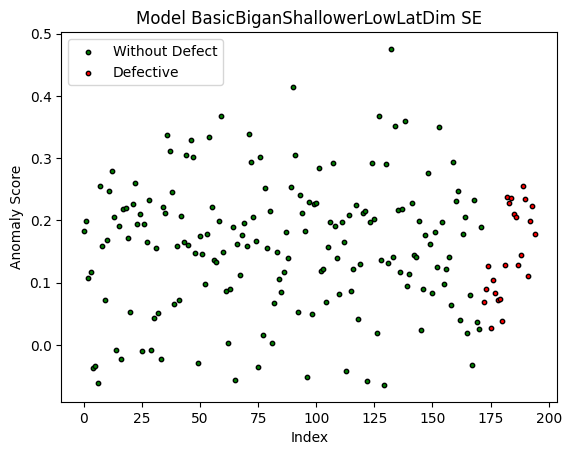 Model BasicBiganShallowerLowLatDim SE
Without Defect
Defective
Anomaly Score
0.5
0.4
0.3
0.2
0.1
0.0
0 25 50 75 100 125 150 175 200
Index